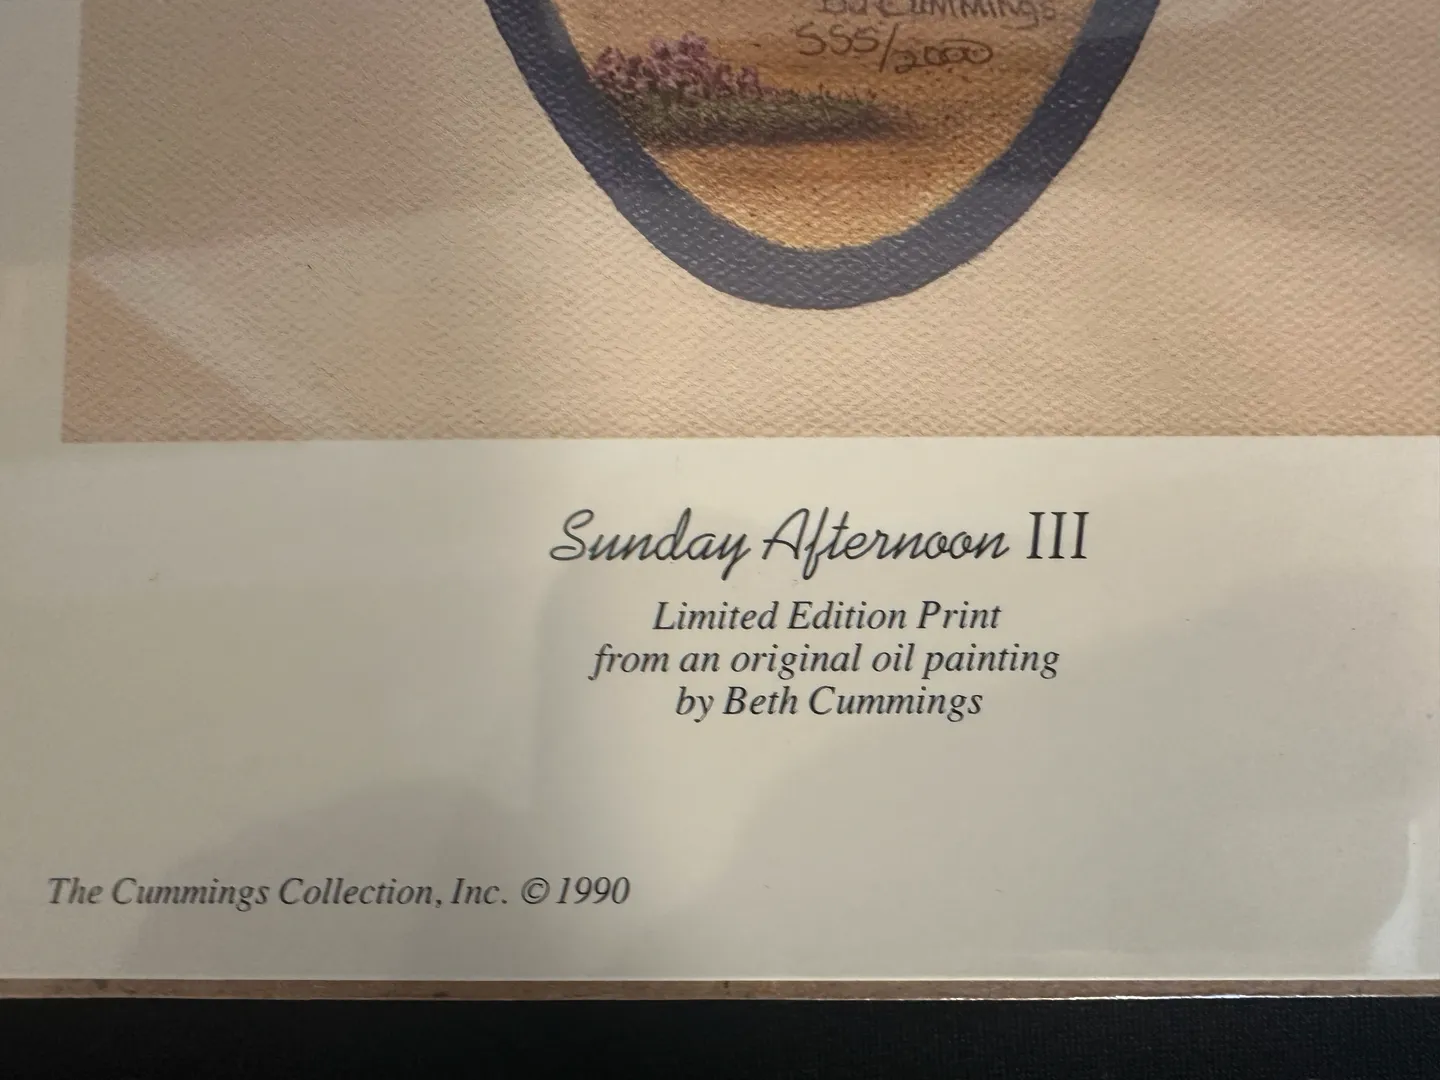 Cummings
555/2000
Sunday Afternoon III
Limited Edition Print
from an original oil painting
by Beth Cummings
The Cummings Collection, Inc. © 1990